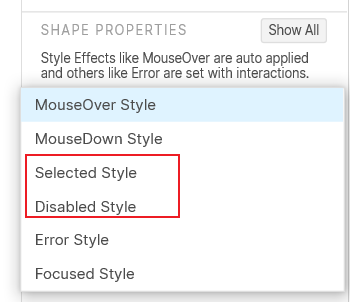 SHAPE PROPERTIES
Show All
Style Effects like MouseOver are auto applied
and others like Error are set with interactions.
MouseOver Style
MouseDown Style
Selected Style
Disabled Style
Error Style
Focused Style